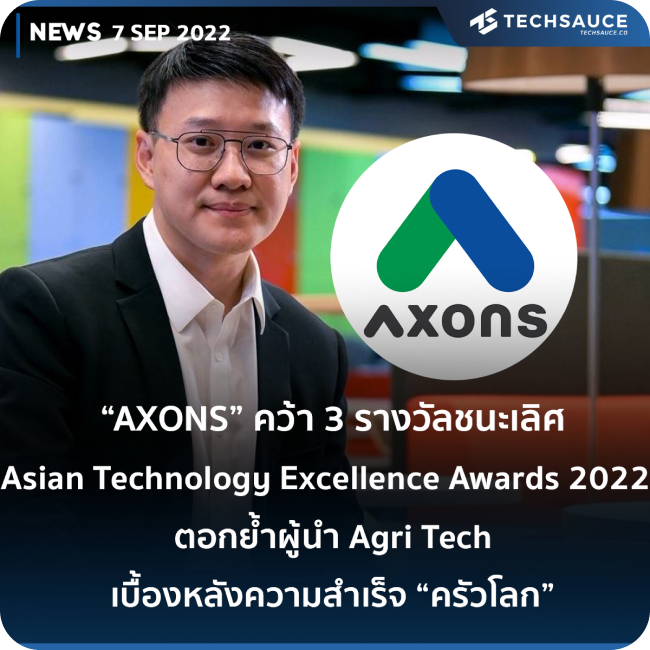 NEWS 7 SEP 2022
TECHSAUCE
TECHSAUCE.CO
AXONS
“AXONS” คว้า 3 รางวัลชนะเลิศ
Asian Technology Excellence Awards 2022
ตอกย้ำผู้นำ Agri Tech
เบื้องหลังความสำเร็จ “ครัวโลก”